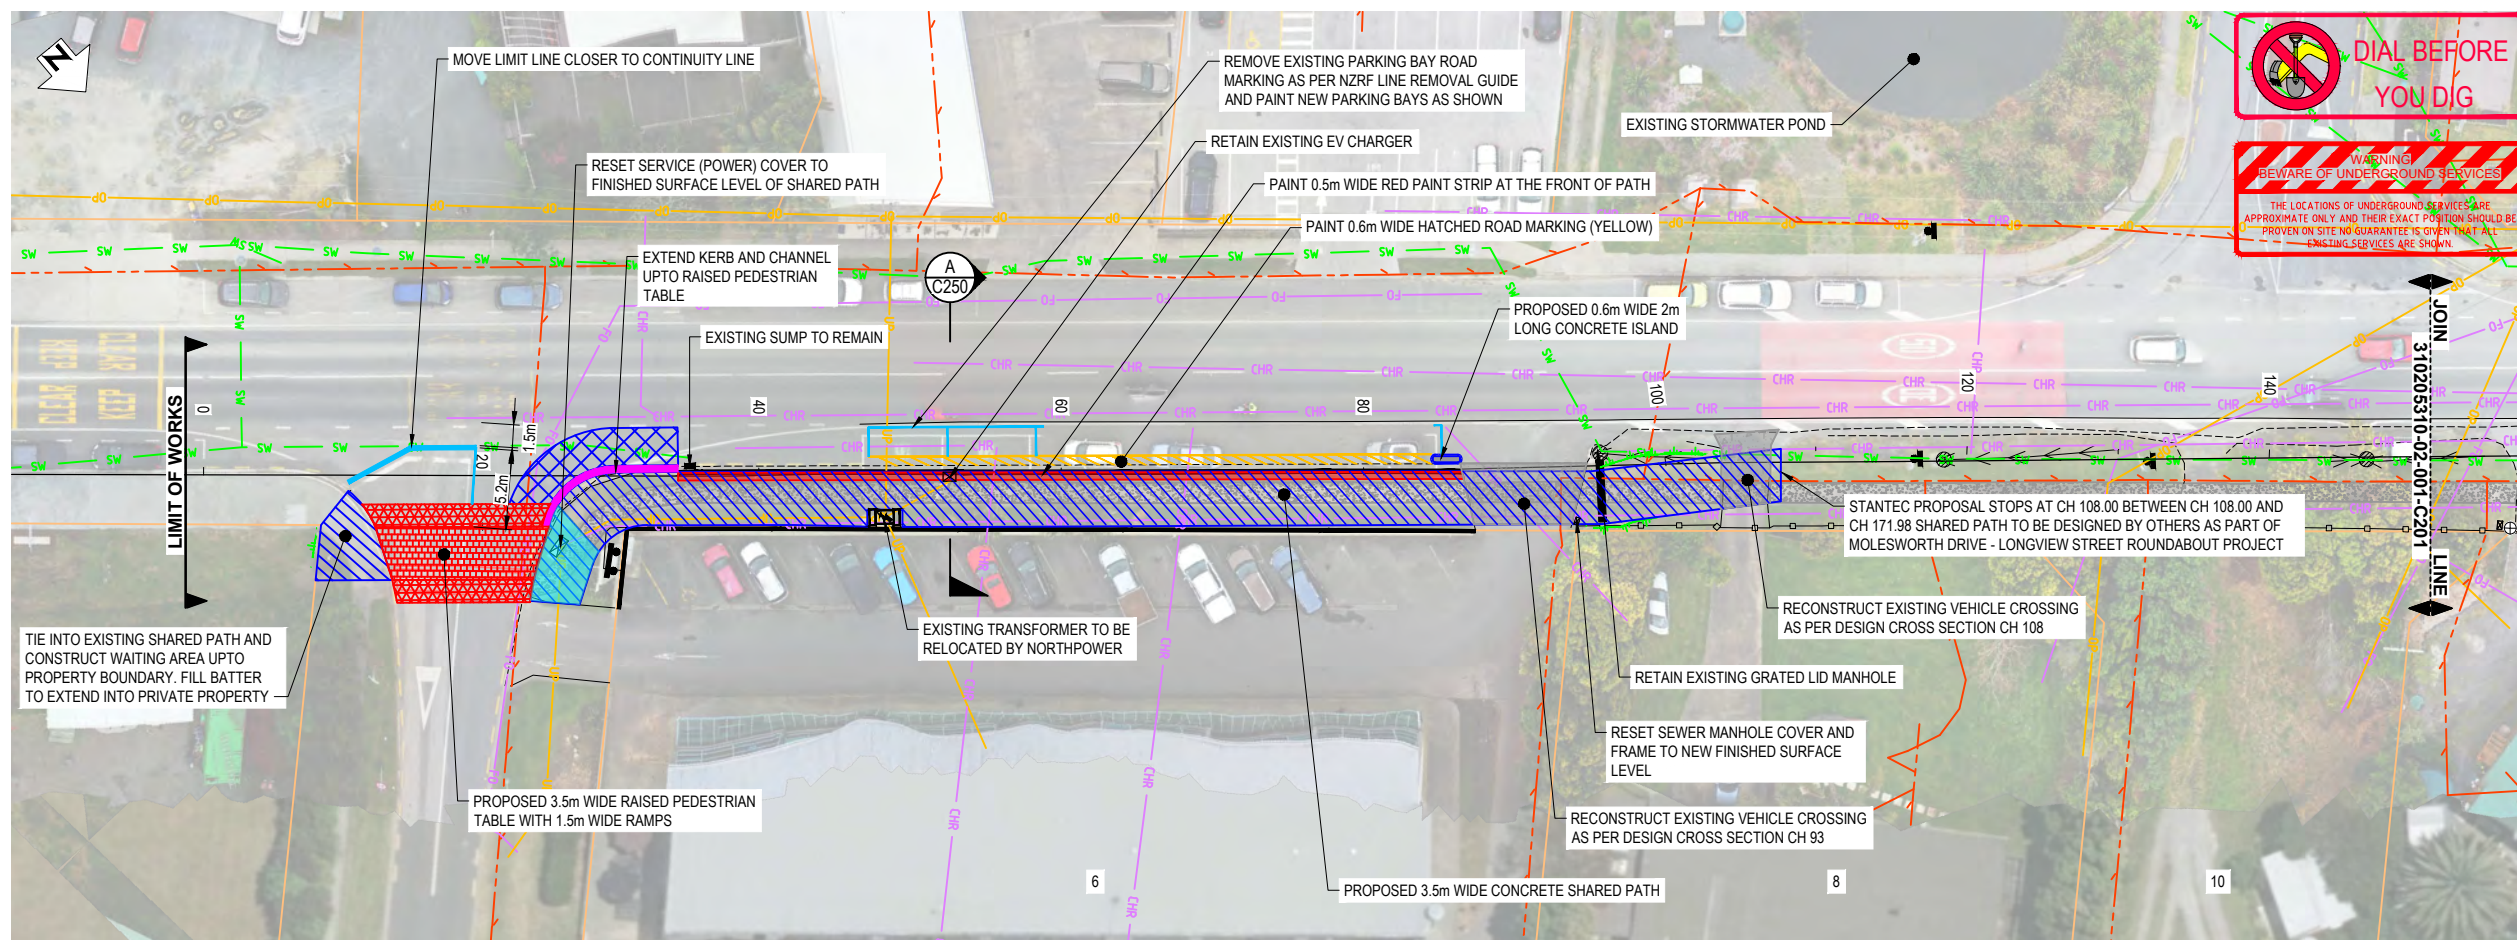 N
MOVE LIMIT LINE CLOSER TO CONTINUITY LINE
REMOVE EXISTING PARKING BAY ROAD
MARKING AS PER NZRF LINE REMOVAL GUIDE
AND PAINT NEW PARKING BAYS AS SHOWN
EXISTING STORMWATER POND
DIAL BEFORE
YOU DIG
WARNING
BEWARE OF UNDERGROUND SERVICES
THE LOCATIONS OF UNDERGROUND SERVICES ARE
APPROXIMATE ONLY AND THEIR EXACT POSITION SHOULD BE
PROVEN ON SITE NO GUARANTEE IS GIVEN THAT ALL
EXISTING SERVICES ARE SHOWN.
RESET SERVICE (POWER) COVER TO
FINISHED SURFACE LEVEL OF SHARED PATH
RETAIN EXISTING EV CHARGER
PAINT 0.5m WIDE RED PAINT STRIP AT THE FRONT OF PATH
PAINT 0.6m WIDE HATCHED ROAD MARKING (YELLOW)
EXTEND KERB AND CHANNEL
UPTO RAISED PEDESTRIAN
TABLE
A
C250
PROPOSED 0.6m WIDE 2m
LONG CONCRETE ISLAND
EXISTING SUMP TO REMAIN
LIMIT OF WORKS
0
20
40
60
80
100
120
140
1.5m
5.2m
KEEP
CLEAR
KEEP
CLEAR
50
JOIN
310205310-02-001-C201
LINE
STANTEC PROPOSAL STOPS AT CH 108.00 BETWEEN CH 108.00 AND
CH 171.98 SHARED PATH TO BE DESIGNED BY OTHERS AS PART OF
MOLESWORTH DRIVE - LONGVIEW STREET ROUNDABOUT PROJECT
RECONSTRUCT EXISTING VEHICLE CROSSING
AS PER DESIGN CROSS SECTION CH 108
TIE INTO EXISTING SHARED PATH AND
CONSTRUCT WAITING AREA UPTO
PROPERTY BOUNDARY. FILL BATTER
TO EXTEND INTO PRIVATE PROPERTY
EXISTING TRANSFORMER TO BE
RELOCATED BY NORTHPOWER
RETAIN EXISTING GRATED LID MANHOLE
RESET SEWER MANHOLE COVER AND
FRAME TO NEW FINISHED SURFACE
LEVEL
PROPOSED 3.5m WIDE RAISED PEDESTRIAN
TABLE WITH 1.5m WIDE RAMPS
RECONSTRUCT EXISTING VEHICLE CROSSING
AS PER DESIGN CROSS SECTION CH 93
PROPOSED 3.5m WIDE CONCRETE SHARED PATH
6
8
10
SW
OP
UP
FO
CHR